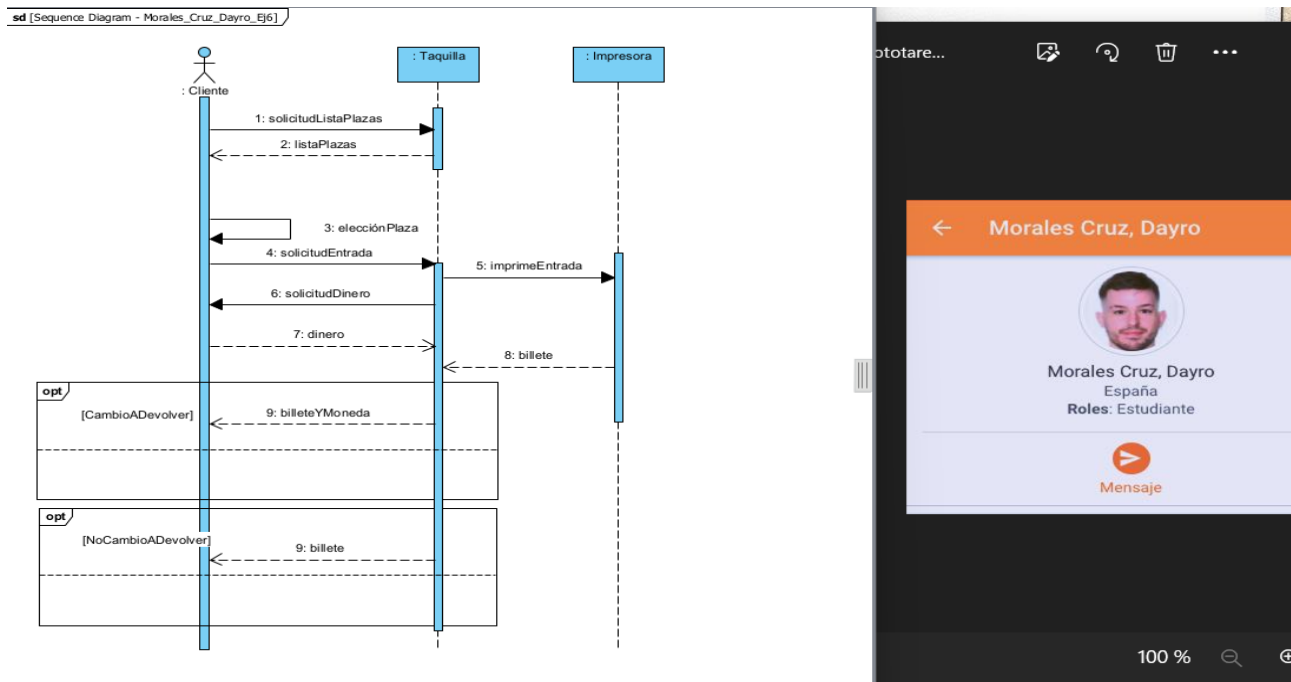 sd [Sequence Diagram - Morales_Cruz_Dayro_Ej6]
: Cliente
: Taquilla
: Impresora
1: solicitudListaPlazas
2: listaPlazas
3: elecciónPlaza
4: solicitudEntrada
5: imprimeEntrada
6: solicitudDinero
7: dinero
8: billete
opt
[CambioADevolver]
9: billeteYMoneda
opt
[NoCambioADevolver]
9: billete
ototare...
Morales Cruz, Dayro
Morales Cruz, Dayro
España
Roles: Estudiante
Mensaje
100 %